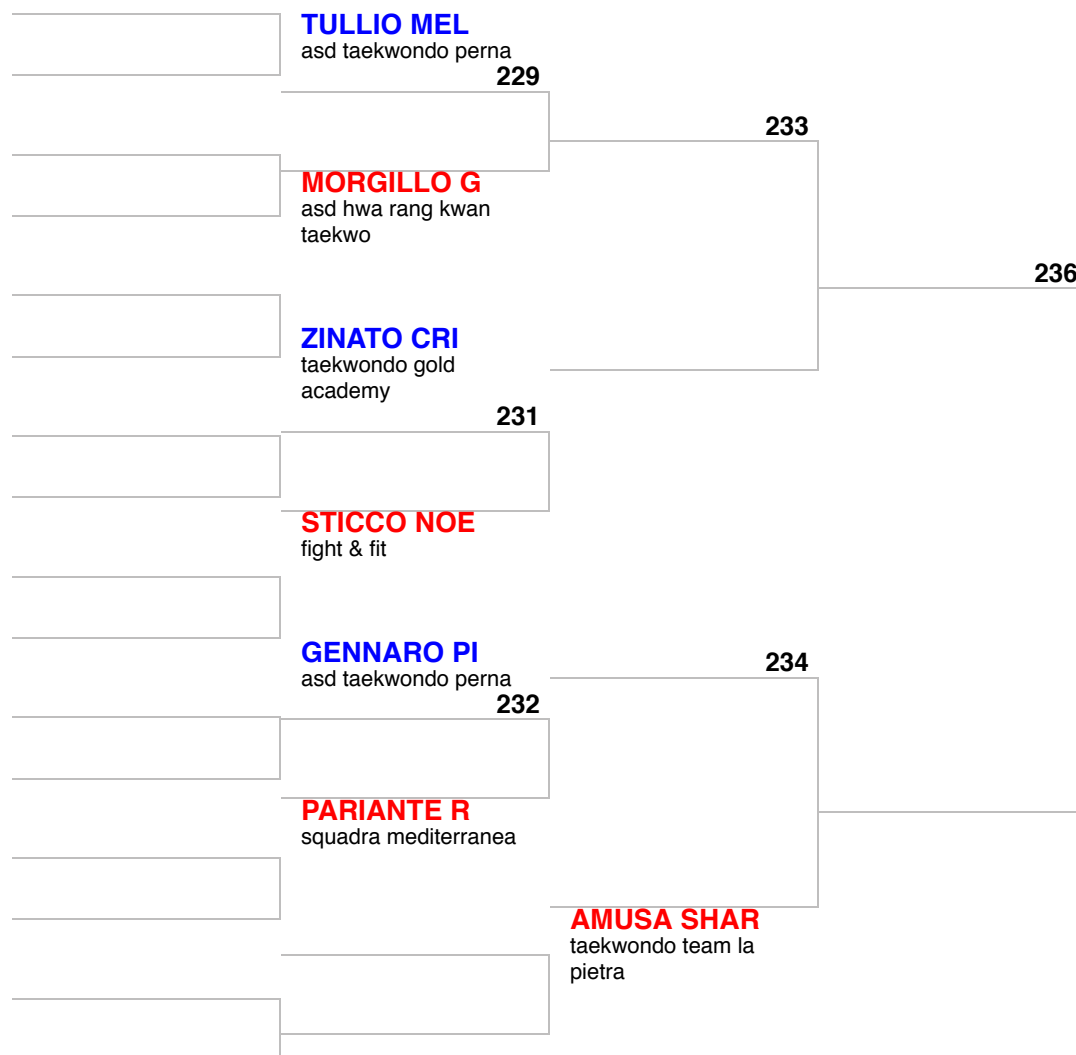 TULLIO MEL
asd taekwondo perna
229
233
MORGILLO G
asd hwa rang kwan
taekwo
236
ZINATO CRI
taekwondo gold
academy
231
STICCO NOE
fight & fit
GENNARO PI
asd taekwondo perna
234
232
PARIANTE R
squadra mediterranea
AMUSA SHAR
taekwondo team la
pietra